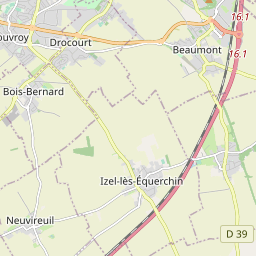 ouvroy
Drocourt
Beaumont
16.1
16.1
Bois-Bernard
Izel-lès-Équerchin
Neuvireuil
D 39